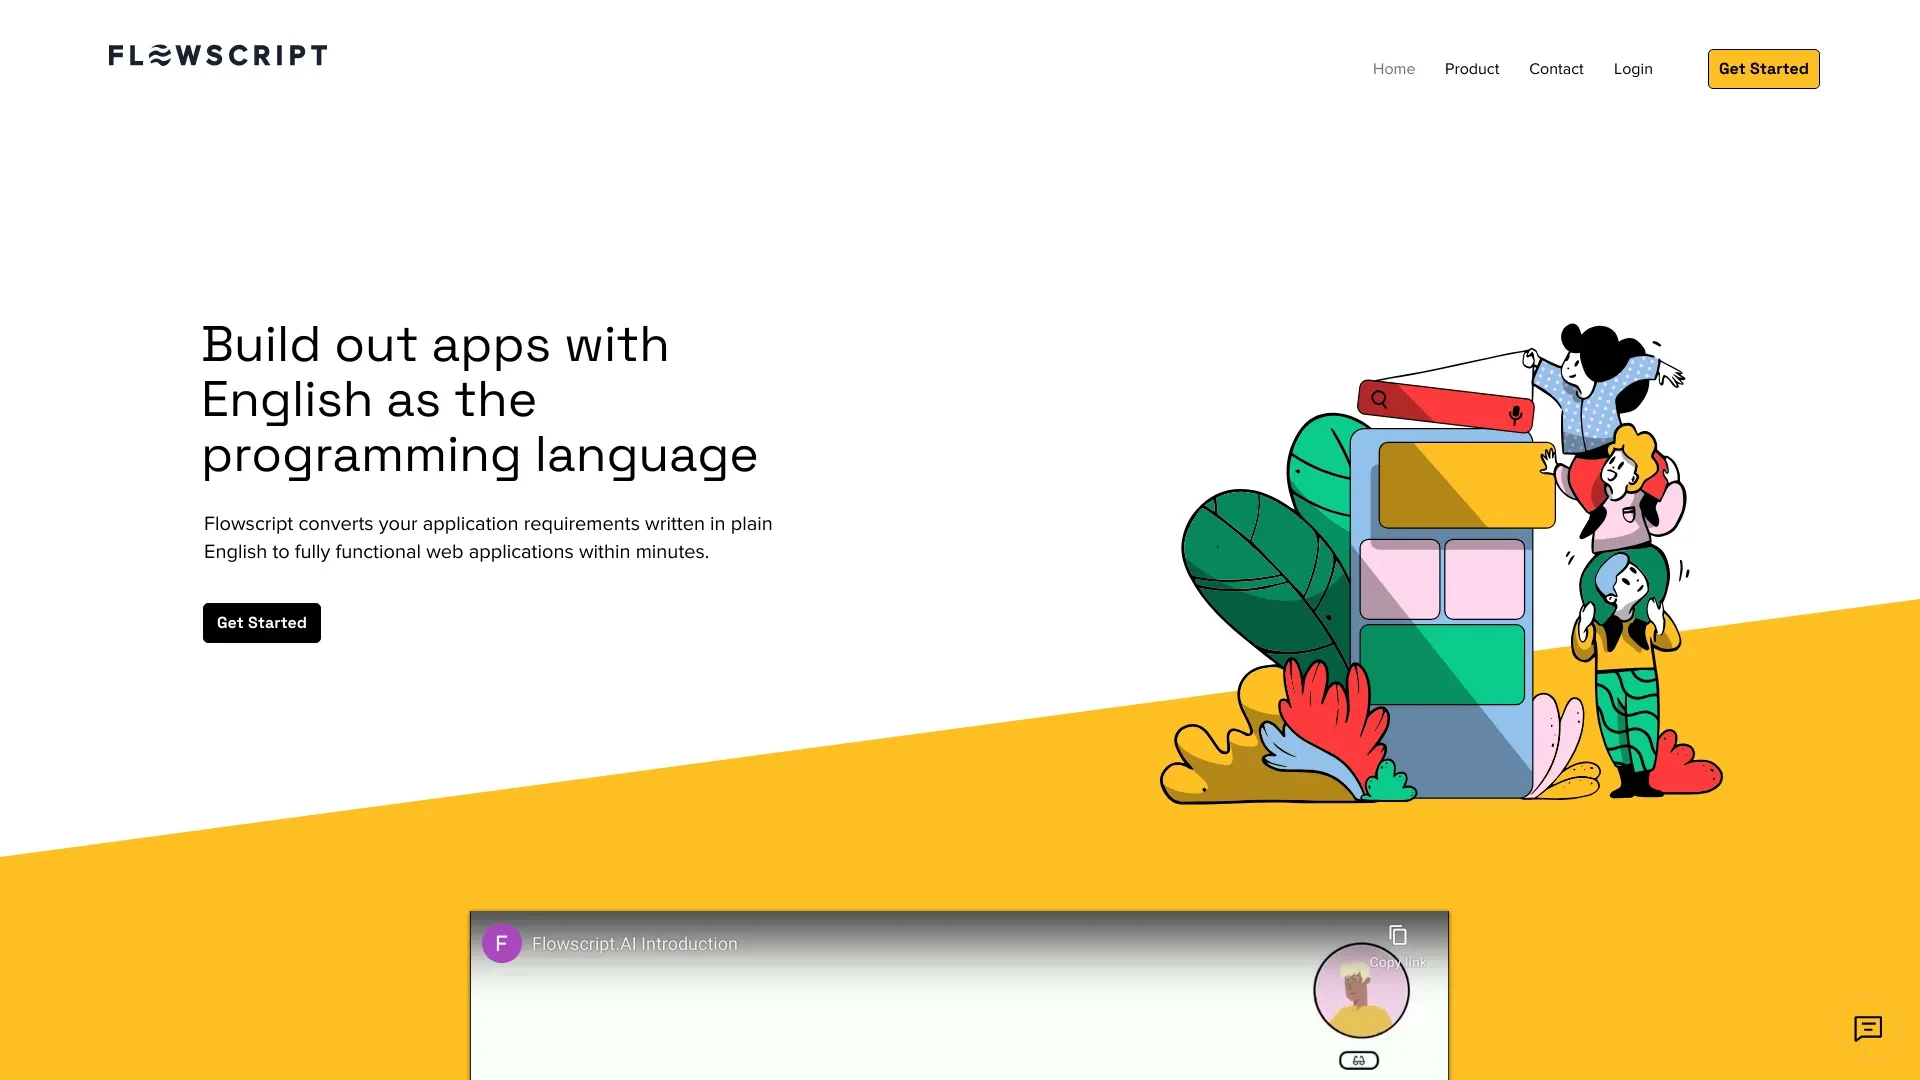 FLOWSCRIPT
Home
Product
Contact
Login
Get Started
Build out apps with
English as the
programming language
Flowscript converts your application requirements written in plain
English to fully functional web applications within minutes.
Get Started
F
Flowscript.AI Introduction
Copy link